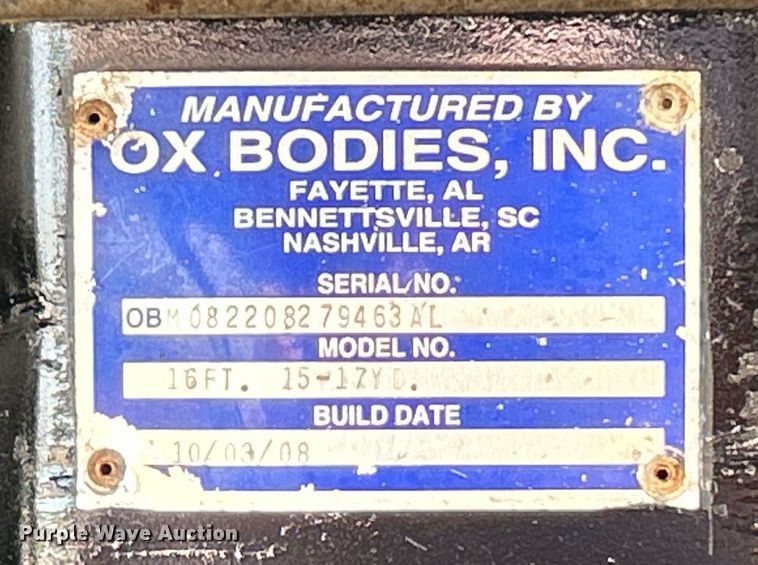 MANUFACTURED BY
OX BODIES, INC.
FAYETTE, AL
BENNETTSVILLE, SC
NASHVILLE, AR
SERIAL NO.
OBM082208279463AL
MODEL NO.
16FT. 15-17YD.
BUILD DATE
10/03/08
Purple Wave Auction